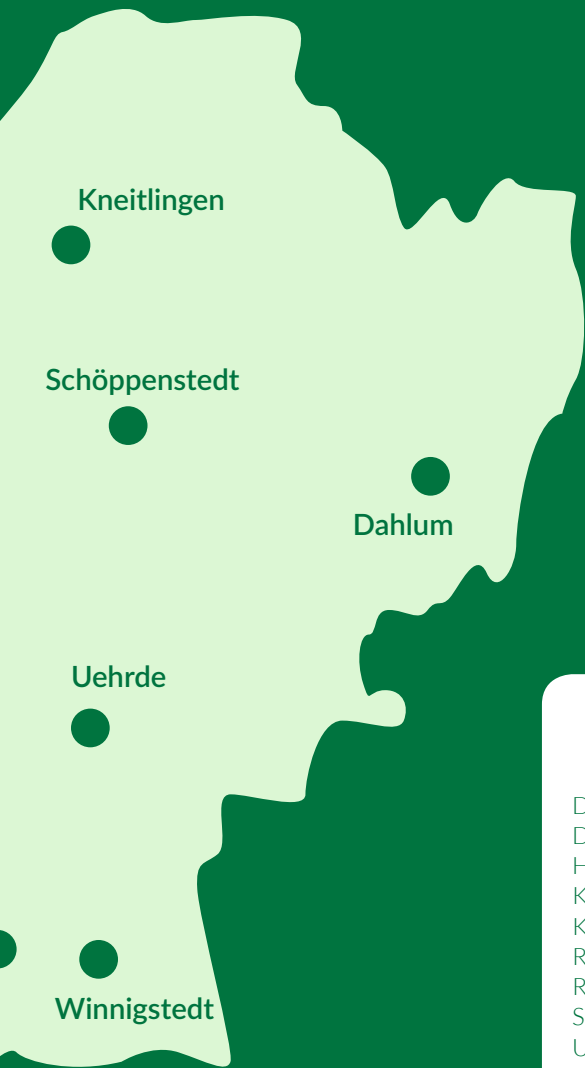 Kneitlingen
Schöppenstedt
Dahlum
Uehrde
Winnigstedt
D
D
H
K
K
R
R
S
U